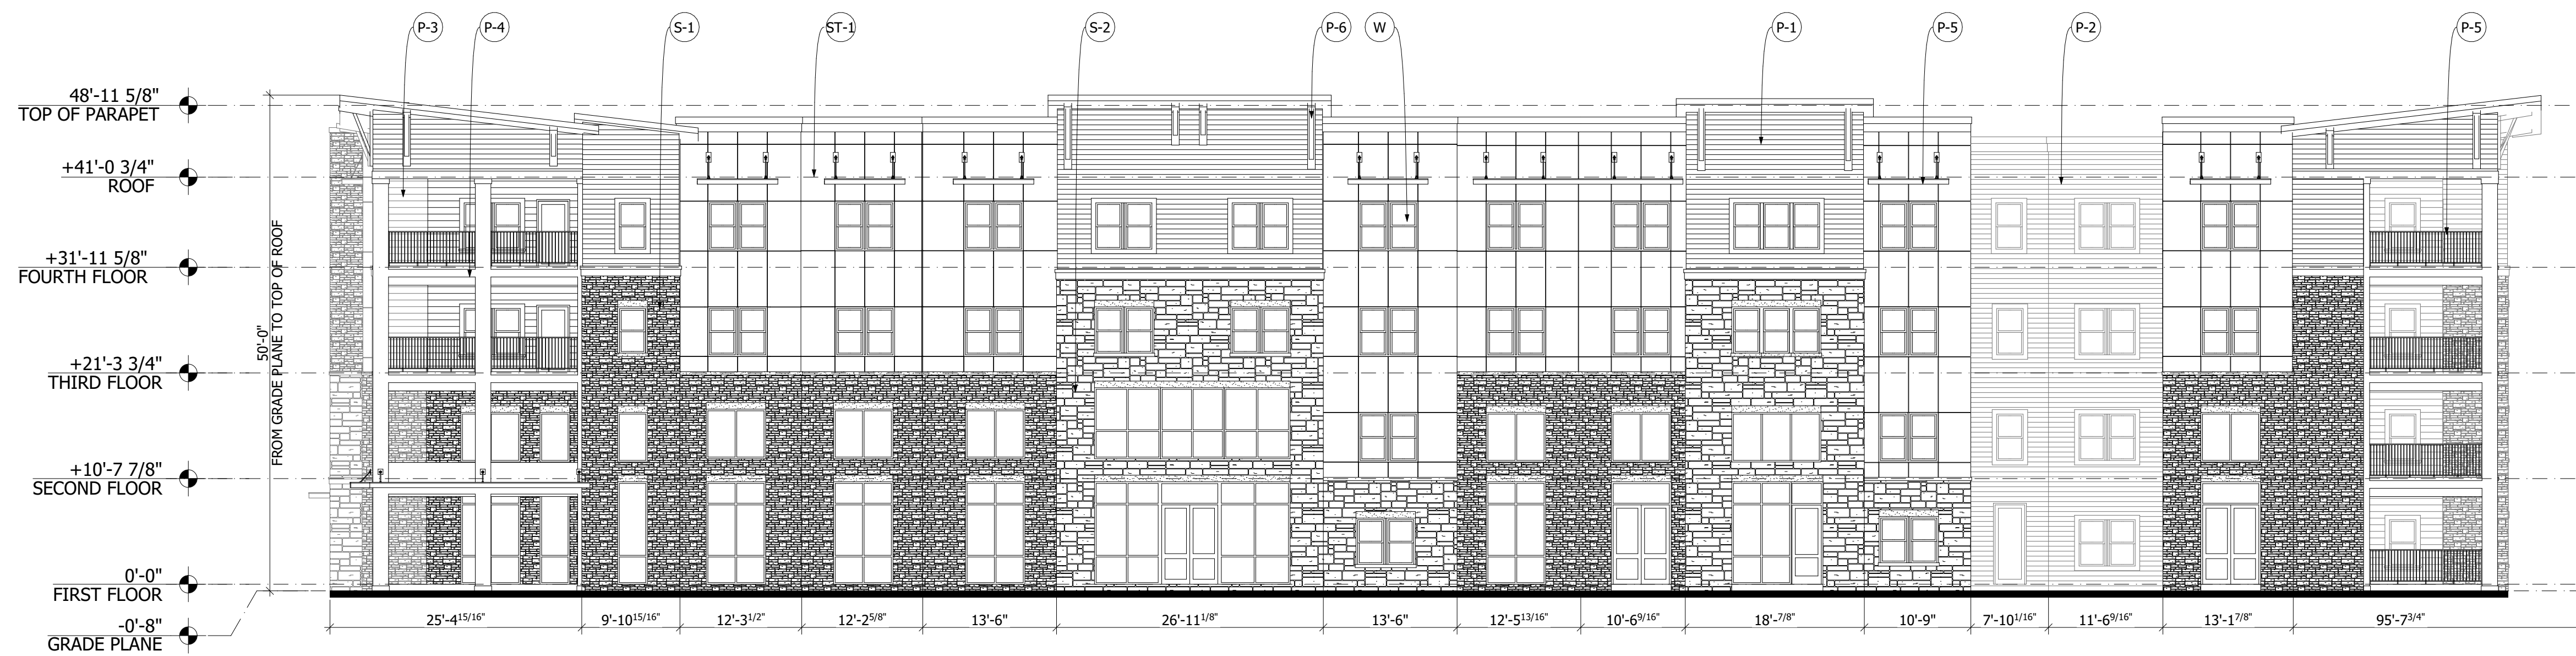 P-3 P-4 S-1 ST-1 S-2 P-6 W P-1 P-5 P-2 P-5
48'-11 5/8"
TOP OF PARAPET
+41'-0 3/4"
ROOF
+31'-11 5/8"
FOURTH FLOOR
+21'-3 3/4"
THIRD FLOOR
+10'-7 7/8"
SECOND FLOOR
0'-0"
FIRST FLOOR
-0'-8"
GRADE PLANE
50'-0"
FROM GRADE PLANE TO TOP OF ROOF
25'-4 15/16" 9'-10 15/16" 12'-3 1/2" 12'-2 5/8" 13'-6" 26'-11 1/8" 13'-6" 12'-5 13/16" 10'-6 9/16" 18'-7/8" 10'-9" 7'-10 1/16" 11'-6 9/16" 13'-1 7/8" 95'-7 3/4"